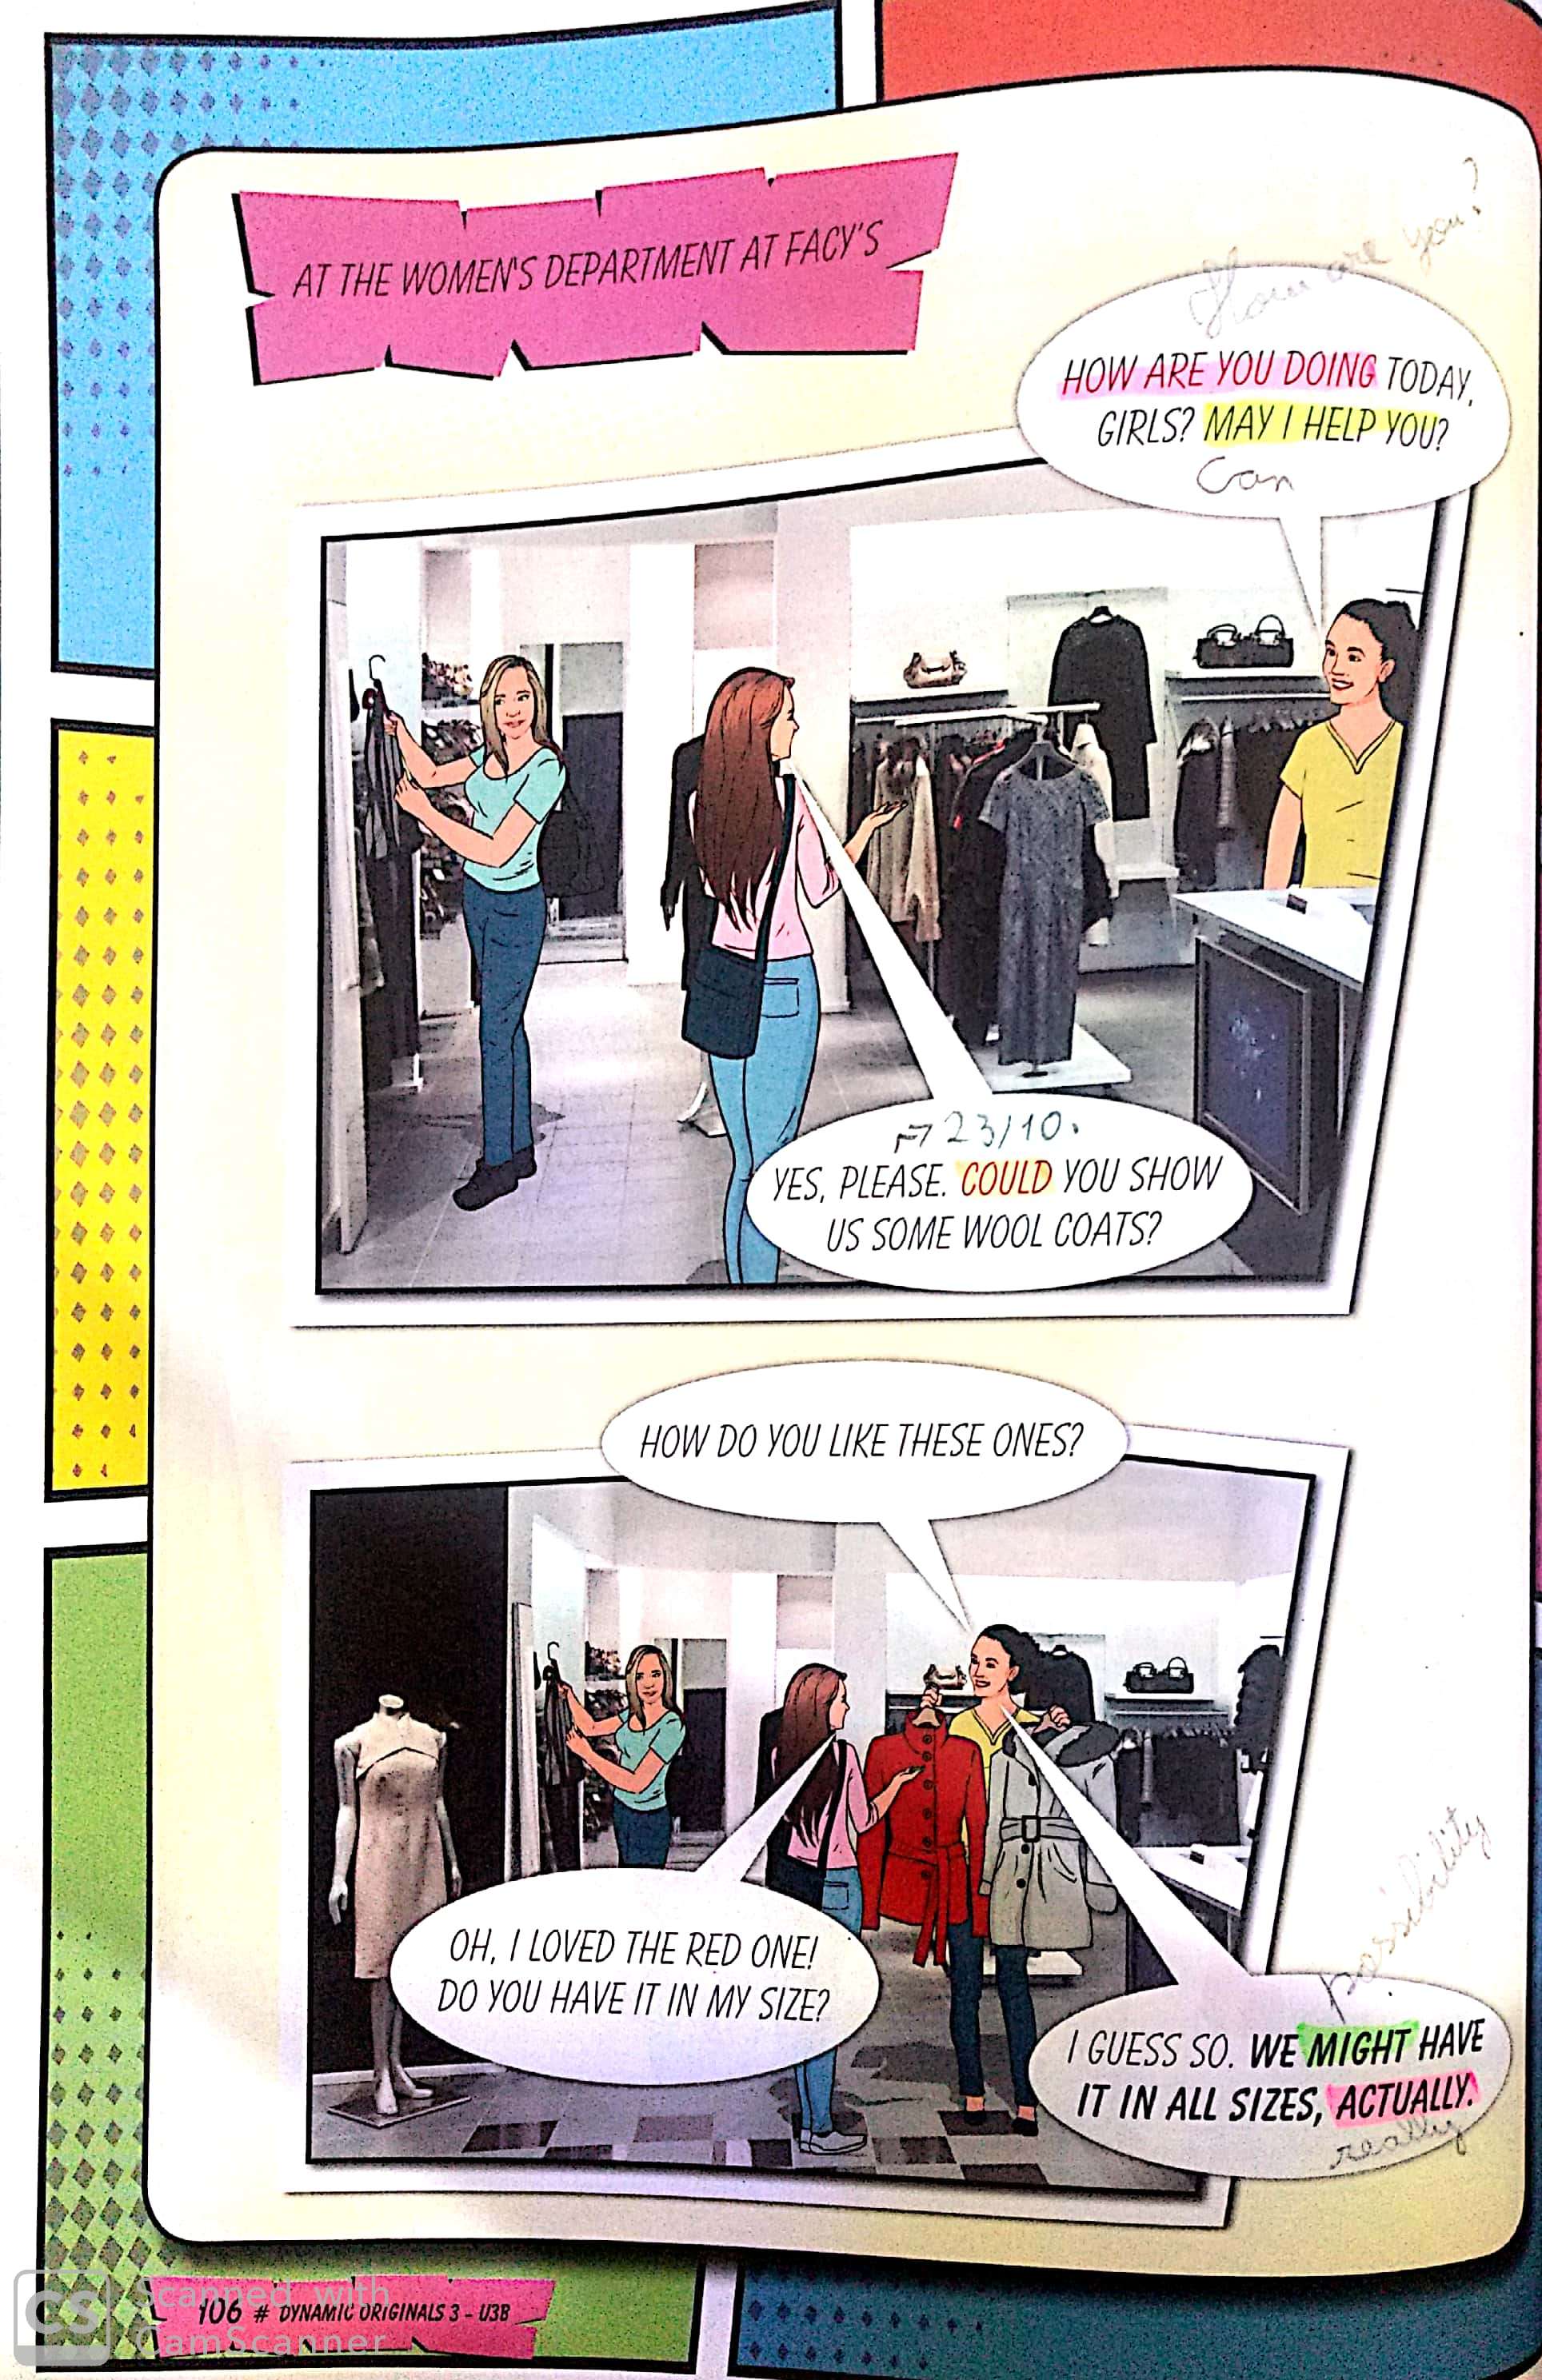 AT THE WOMEN'S DEPARTMENT AT FACY'S
How are you?
HOW ARE YOU DOING TODAY,
GIRLS? MAY I HELP YOU?
Can
23/10.
YES, PLEASE. COULD YOU SHOW
US SOME WOOL COATS?
HOW DO YOU LIKE THESE ONES?
OH, I LOVED THE RED ONE!
DO YOU HAVE IT IN MY SIZE?
possibility
I GUESS SO. WE MIGHT HAVE
IT IN ALL SIZES, ACTUALLY.
really
106 # DYNAMIC ORIGINALS 3 - U3B
CS Scanned with
CamScanner